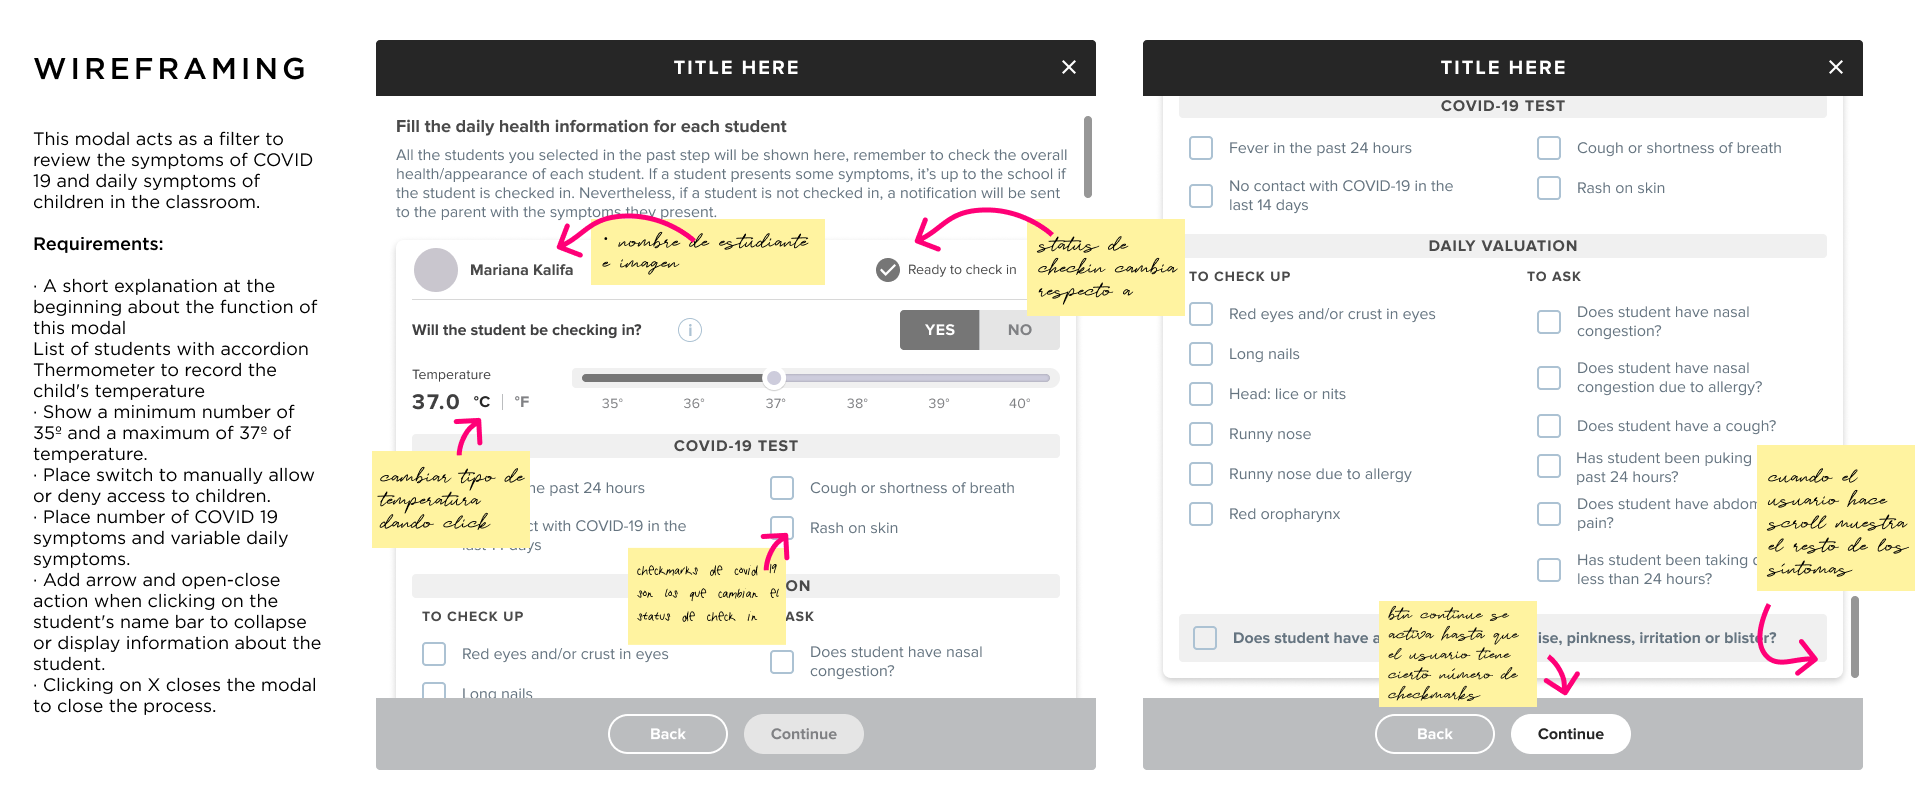 WIREFRAMING
This modal acts as a filter to
review the symptoms of COVID
19 and daily symptoms of
children in the classroom.
Requirements:
· A short explanation at the
beginning about the function of
this modal
List of students with accordion
Thermometer to record the
child's temperature
· Show a minimum number of
35º and a maximum of 37º of
temperature.
· Place switch to manually allow
or deny access to children.
· Place number of COVID 19
symptoms and variable daily
symptoms.
· Add arrow and open-close
action when clicking on the
student's name bar to collapse
or display information about the
student.
· Clicking on X closes the modal
to close the process.
TITLE HERE
Fill the daily health information for each student
All the students you selected in the past step will be shown here, remember to check the overall
health/appearance of each student. If a student presents some symptoms, it's up to the school if
the student is checked in. Nevertheless, if a student is not checked in, a notification will be sent
to the parent with the symptoms they present.
· nombre de estudiante
e imagen
status de
checkin cambia
respecto a
Mariana Kalifa
Ready to check in
Will the student be checking in?
i
YES NO
Temperature
37.0 °C | °F
35° 36° 37° 38° 39° 40°
COVID-19 TEST
cambiar tipo de
temperatura
dando click
he past 24 hours
Cough or shortness of breath
ct with COVID-19 in the
days
Rash on skin
checkmarks de covid 19
son los que cambian el
status de check in
ON
TO CHECK UP
ASK
Red eyes and/or crust in eyes
Does student have nasal
congestion?
Long nails
Back
Continue
TITLE HERE
COVID-19 TEST
Fever in the past 24 hours
Cough or shortness of breath
No contact with COVID-19 in the
last 14 days
Rash on skin
DAILY VALUATION
TO CHECK UP
TO ASK
Red eyes and/or crust in eyes
Long nails
Head: lice or nits
Runny nose
Runny nose due to allergy
Red oropharynx
Does student have nasal
congestion?
Does student have nasal
congestion due to allergy?
Does student have a cough?
Has student been puking
past 24 hours?
Does student have abdom
pain?
Has student been taking
less than 24 hours?
cuando el
usuario hace
scroll muestra
el resto de los
síntomas
Does student have a
ise, pinkness, irritation or blister?
btn continue se
activa hasta que
el usuario tiene
cierto número de
checkmarks
Back
Continue